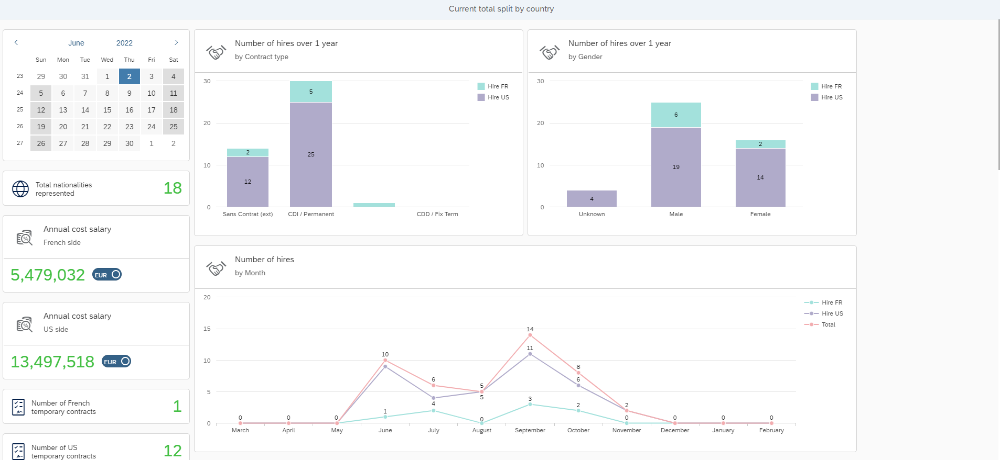 Current total split by country
June 2022
Sun Mon Tue Wed Thu Fri Sat
23 29 30 31 1 2 3 4
24 5 6 7 8 9 10 11
25 12 13 14 15 16 17 18
26 19 20 21 22 23 24 25
27 26 27 28 29 30 1 2
Total nationalities
represented
18
Annual cost salary
French side
5,479,032 EUR
Annual cost salary
US side
13,497,518 EUR
Number of French
temporary contracts
1
Number of US
temporary contracts
12
Number of hires over 1 year
by Contract type
30
20
10
0
5
25
2
12
Sans Contrat (ext) CDI / Permanent CDD / Fix Term
Hire FR
Hire US
Number of hires over 1 year
by Gender
30
20
10
0
6
19
2
14
4
Unknown Male Female
Hire FR
Hire US
Number of hires
by Month
20
15
10
5
0
0 0 0 10 6 5 14 8 2 0 0 0
1 4 5 11 6 0
0 3 2
March April May June July August September October November December January February
Hire FR
Hire US
Total